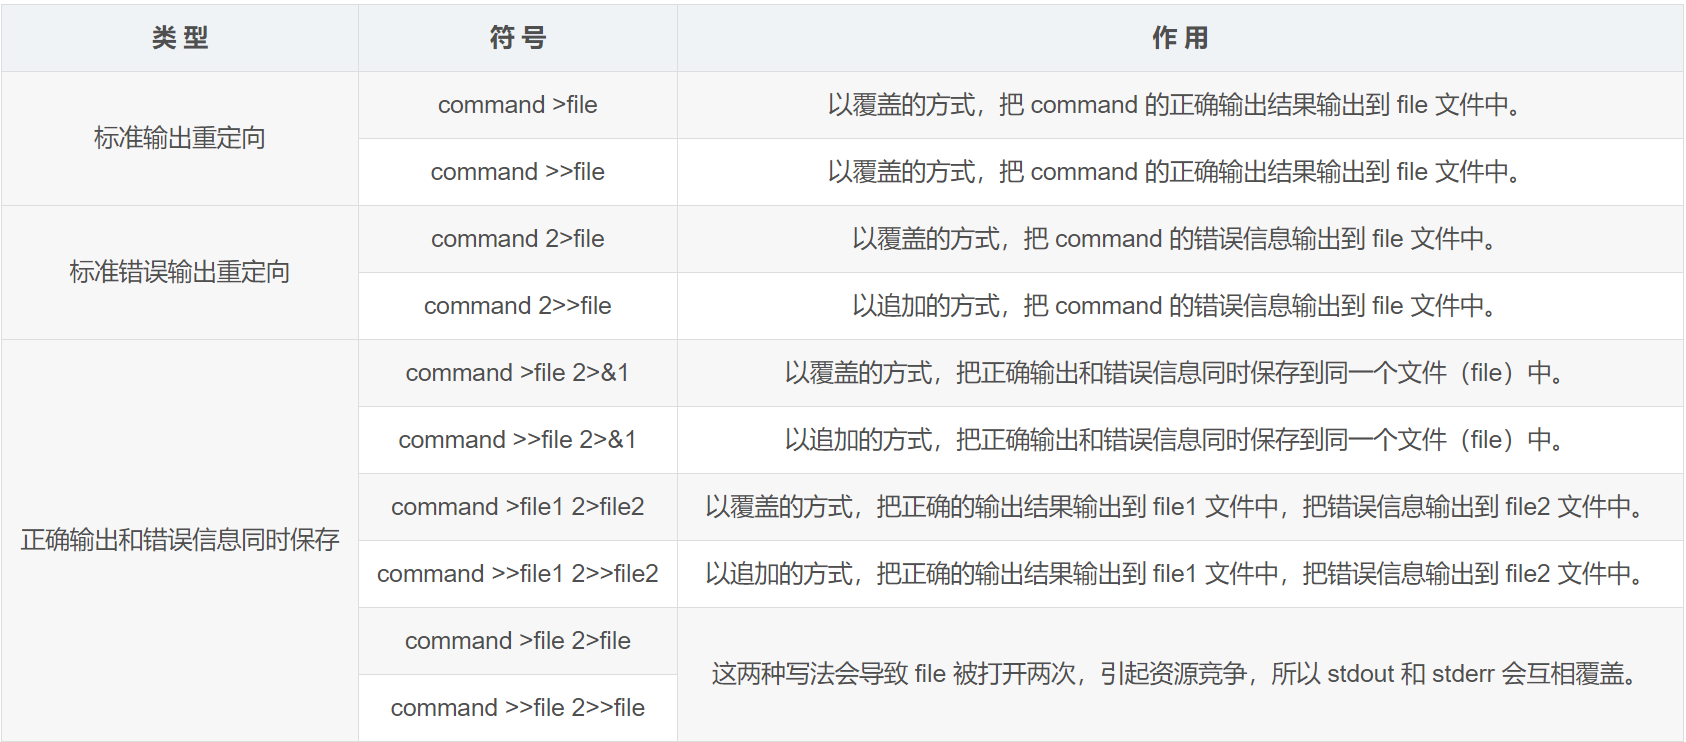 类 型 符 号 作 用
command >file 以覆盖的方式，把 command 的正确输出结果输出到 file 文件中。
标准输出重定向
command >>file 以覆盖的方式，把 command 的正确输出结果输出到 file 文件中。
command 2>file 以覆盖的方式，把 command 的错误信息输出到 file 文件中。
标准错误输出重定向
command 2>>file 以追加的方式，把 command 的错误信息输出到 file 文件中。
command >file 2>&1 以覆盖的方式，把正确输出和错误信息同时保存到同一个文件（file）中。
command >>file 2>&1 以追加的方式，把正确输出和错误信息同时保存到同一个文件（file）中。
command >file1 2>file2 以覆盖的方式，把正确的输出结果输出到 file1 文件中，把错误信息输出到 file2 文件中。
正确输出和错误信息同时保存
command >>file1 2>>file2 以追加的方式，把正确的输出结果输出到 file1 文件中，把错误信息输出到 file2 文件中。
command >file 2>file
这两种写法会导致 file 被打开两次，引起资源竞争，所以 stdout 和 stderr 会互相覆盖。
command >>file 2>>file